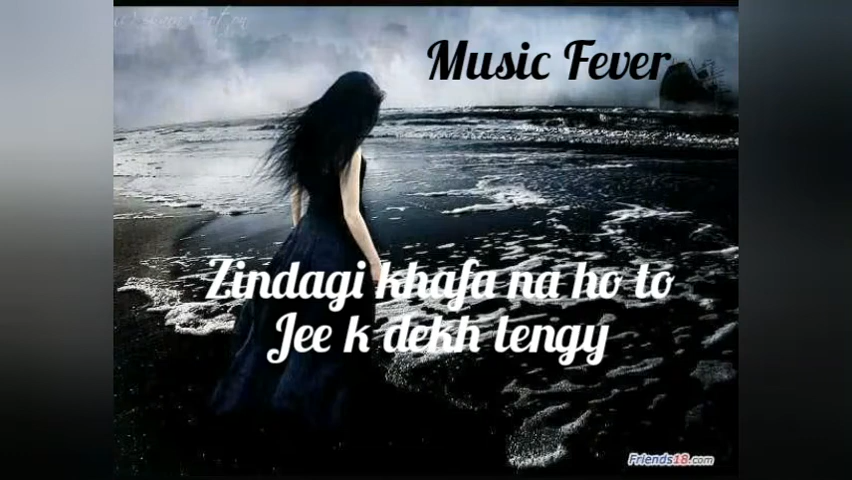 Music Fever
Zindagi khafa na ho to
Jee k dekh lengy
Friends18.com